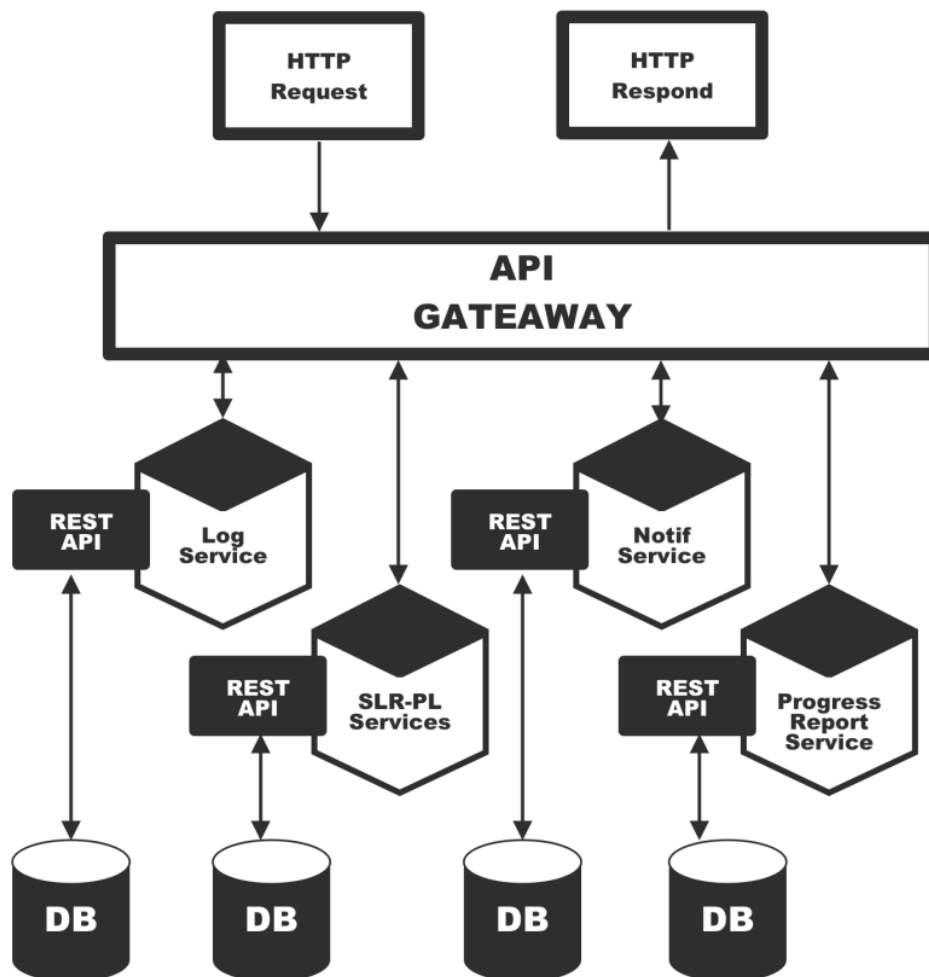 HTTP
Request
HTTP
Respond
API
GATEAWAY
REST
API
Log
Service
REST
API
Notif
Service
REST
API
SLR-PL
Services
REST
API
Progress
Report
Service
DB
DB
DB
DB